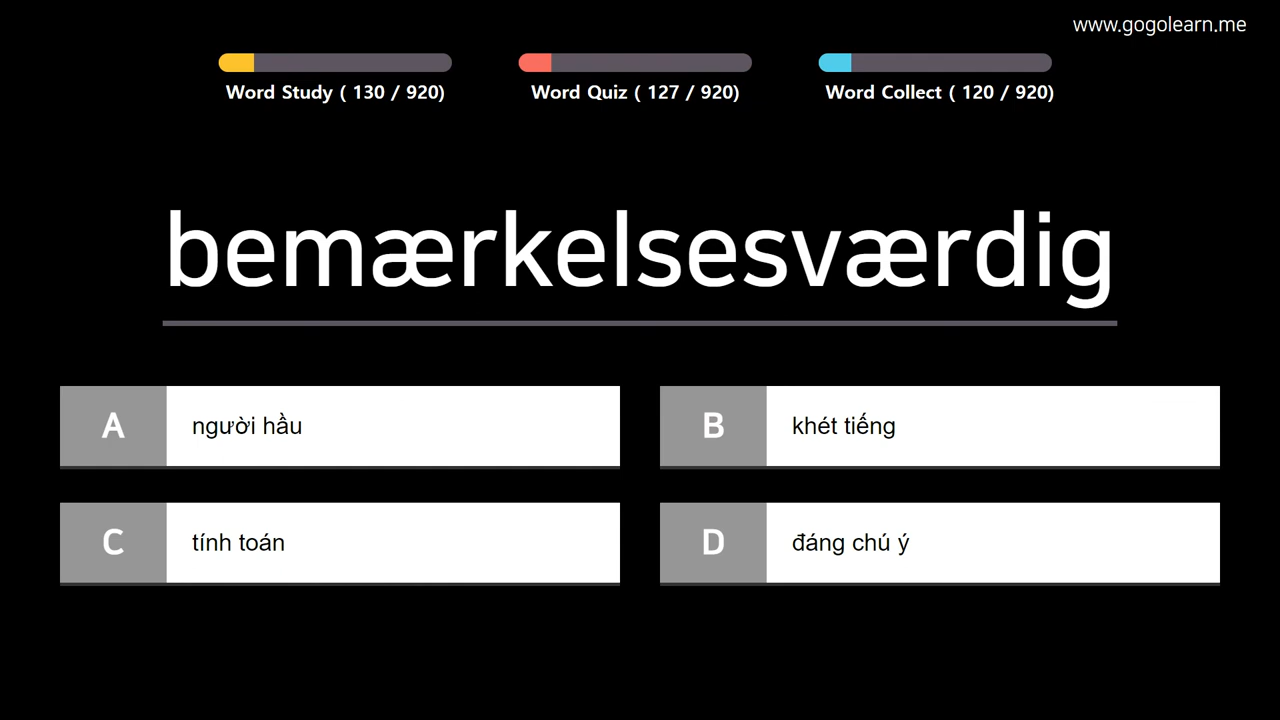 www.gogolearn.me
Word Study ( 130 / 920)
Word Quiz ( 127 / 920)
Word Collect ( 120 / 920)
bemærkelsesværdig
A
người hầu
B
khét tiếng
C
tính toán
D
đáng chú ý